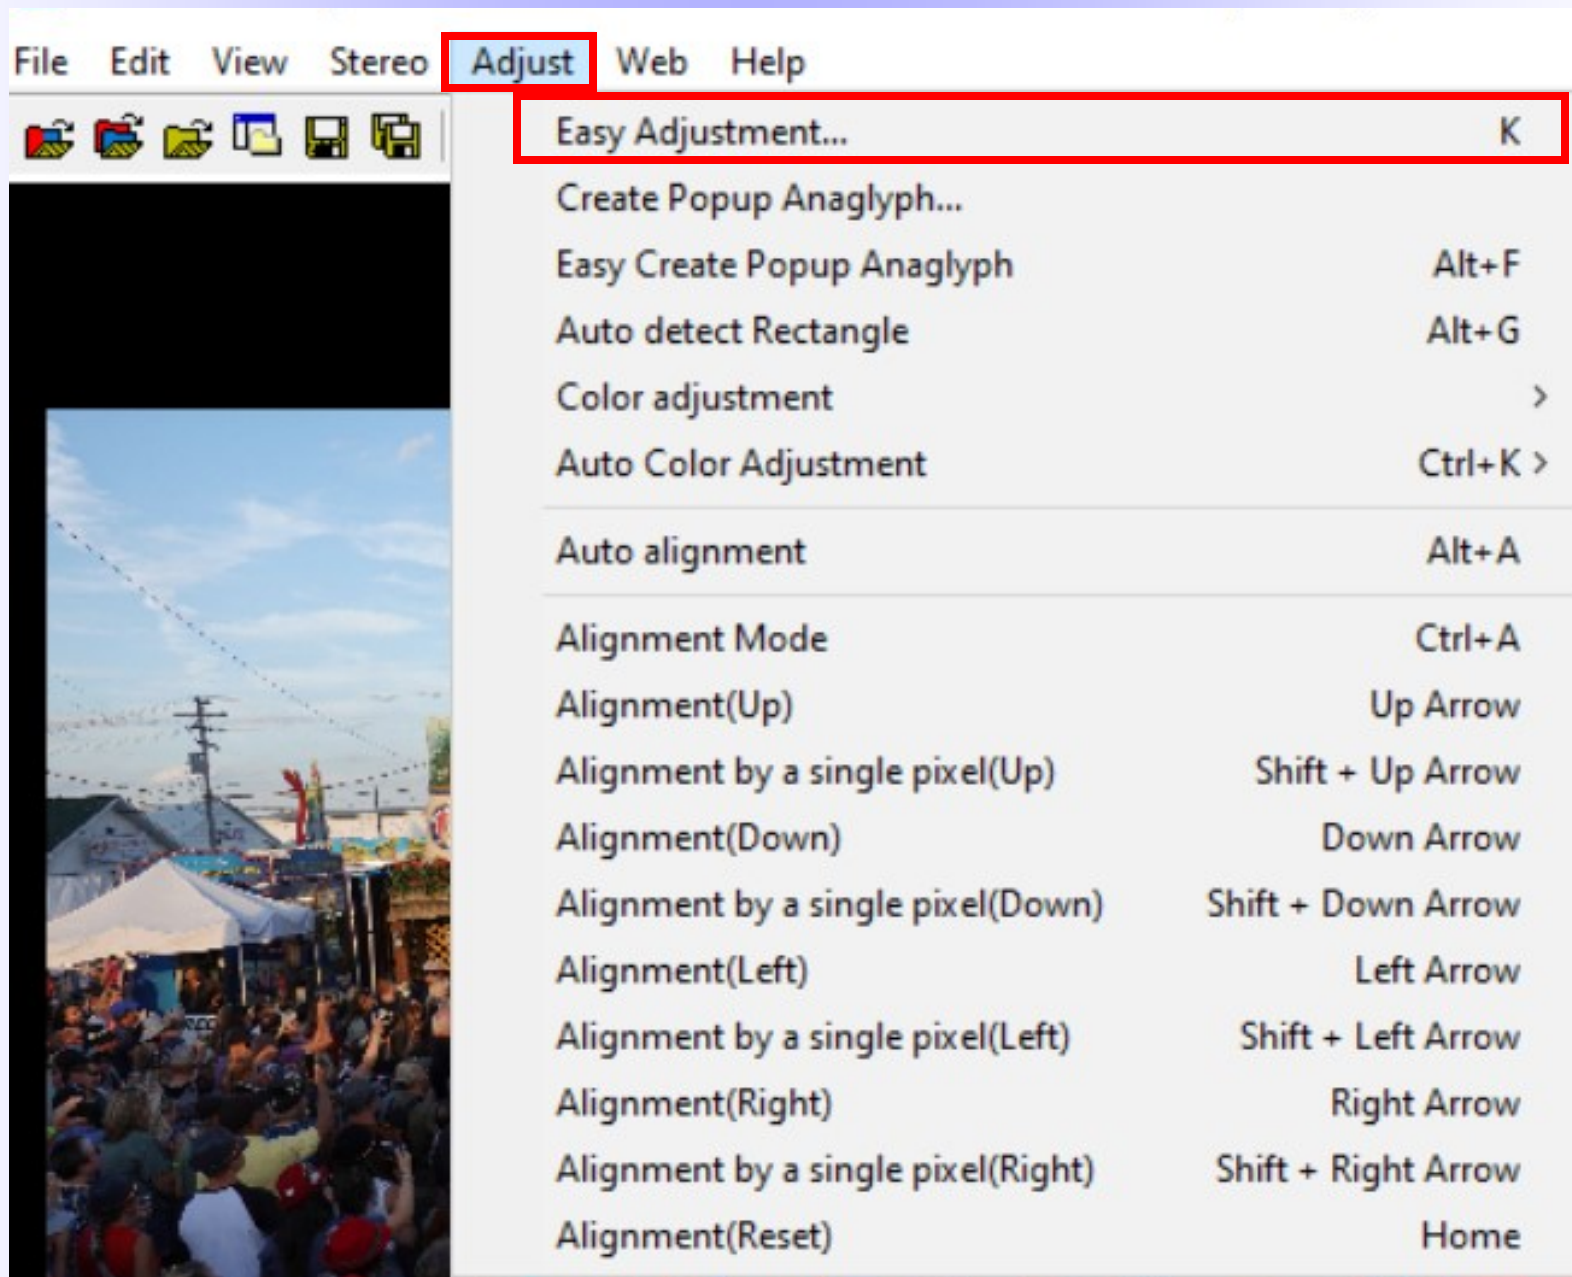 File Edit View Stereo Adjust Web Help
Easy Adjustment... K
Create Popup Anaglyph...
Easy Create Popup Anaglyph Alt+F
Auto detect Rectangle Alt+G
Color adjustment >
Auto Color Adjustment Ctrl+K >
Auto alignment Alt+A
Alignment Mode Ctrl+A
Alignment(Up) Up Arrow
Alignment by a single pixel(Up) Shift + Up Arrow
Alignment(Down) Down Arrow
Alignment by a single pixel(Down) Shift + Down Arrow
Alignment(Left) Left Arrow
Alignment by a single pixel(Left) Shift + Left Arrow
Alignment(Right) Right Arrow
Alignment by a single pixel(Right) Shift + Right Arrow
Alignment(Reset) Home